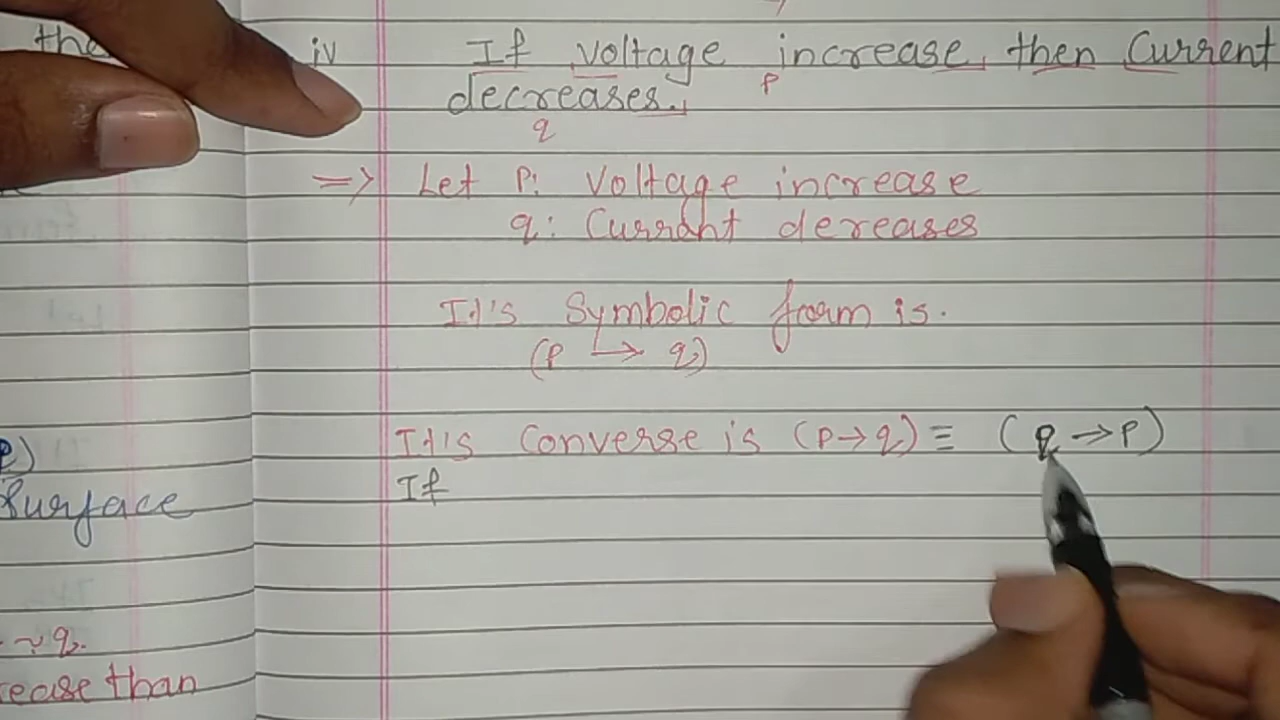 the
iv If voltage increase, then Current
decreases.
p
q
=> Let P: Voltage increase
q: Currant dereases
It's Symbolic form is.
(P → q)
It's Converse is (P→q) ≡ (q →P)
If
Surface
~ q.
rease than